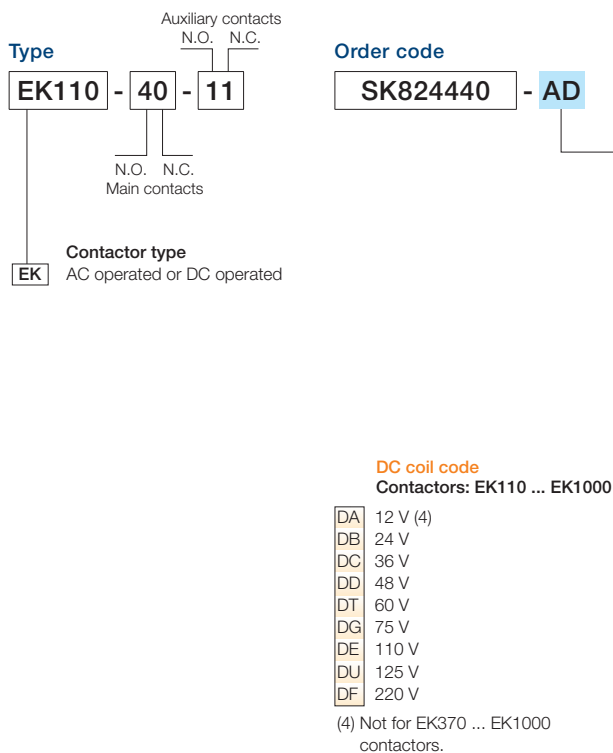 Auxiliary contacts
N.O. N.C.
Type
EK110 - 40 - 11
N.O. N.C.
Main contacts
Contactor type
EK AC operated or DC operated
Order code
SK824440 - AD
DC coil code
Contactors: EK110 ... EK1000
DA 12 V (4)
DB 24 V
DC 36 V
DD 48 V
DT 60 V
DG 75 V
DE 110 V
DU 125 V
DF 220 V
(4) Not for EK370 ... EK1000
contactors.